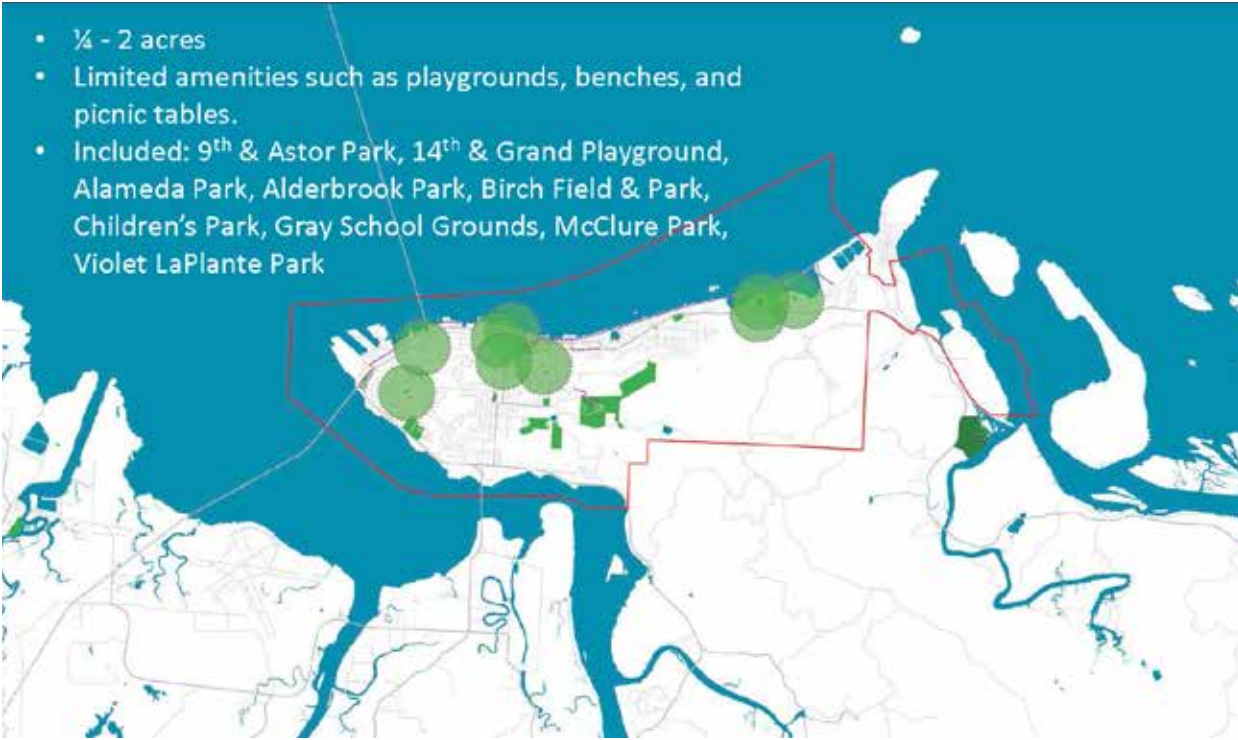 • ¼ - 2 acres
• Limited amenities such as playgrounds, benches, and
picnic tables.
• Included: 9th & Astor Park, 14th & Grand Playground,
Alameda Park, Alderbrook Park, Birch Field & Park,
Children's Park, Gray School Grounds, McClure Park,
Violet LaPlante Park